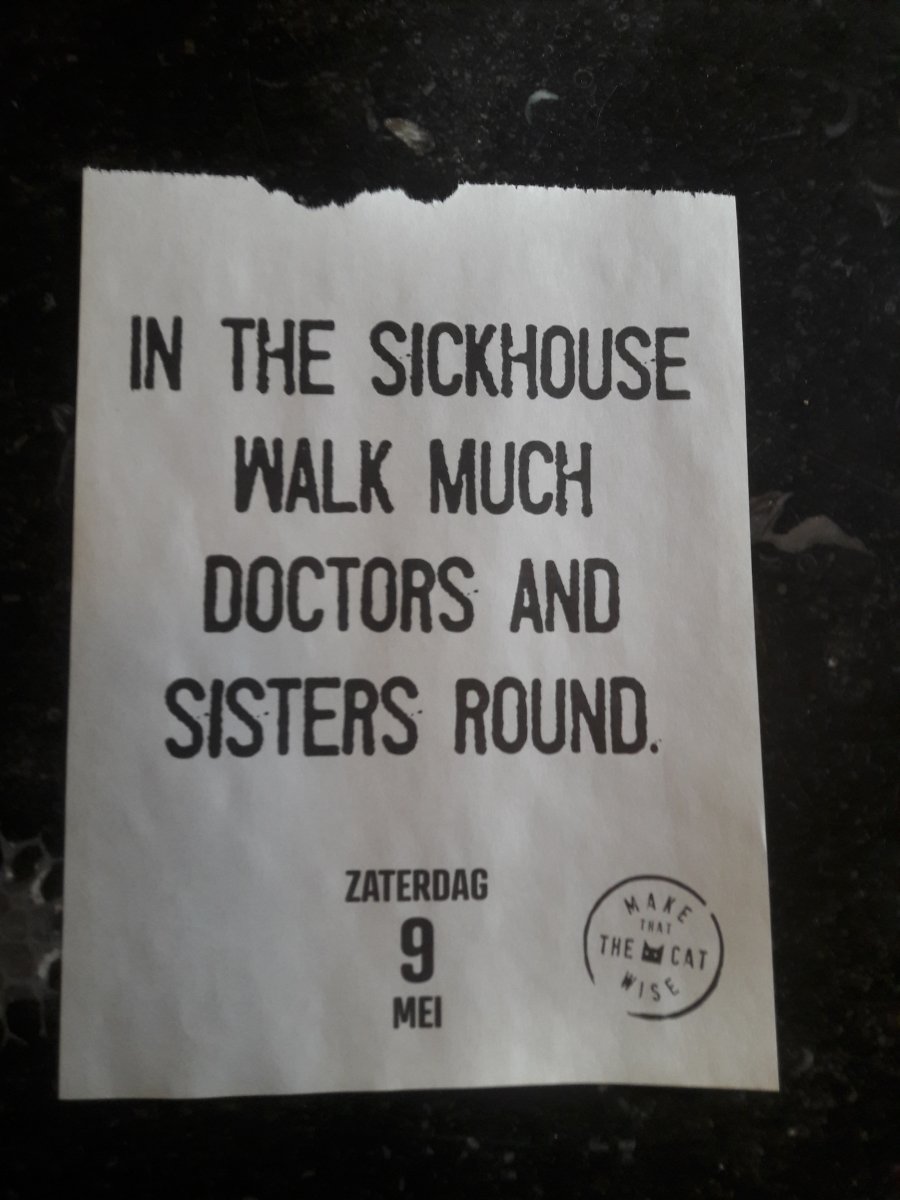 IN THE SICKHOUSE
WALK MUCH
DOCTORS AND
SISTERS ROUND.
ZATERDAG
9
MEI
MAKE
THAT
THE CAT
WISE